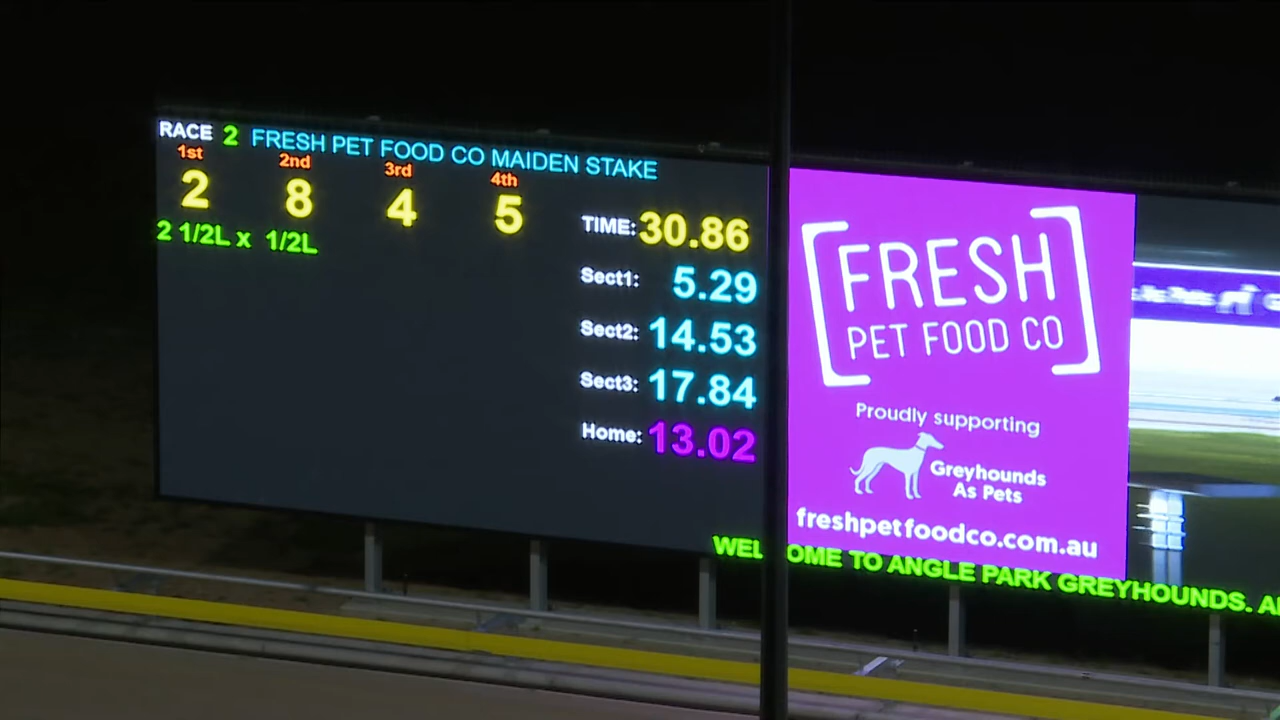 RACE 2 FRESH PET FOOD CO MAIDEN STAKE
1st 2nd 3rd 4th
2 8 4 5
2 1/2L x 1/2L
TIME: 30.86
Sect1: 5.29
Sect2: 14.53
Sect3: 17.84
Home: 13.02
FRESH
PET FOOD CO
Proudly supporting
Greyhounds
As Pets
freshpetfoodco.com.au
As Pets
WELCOME TO ANGLE PARK GREYHOUNDS.